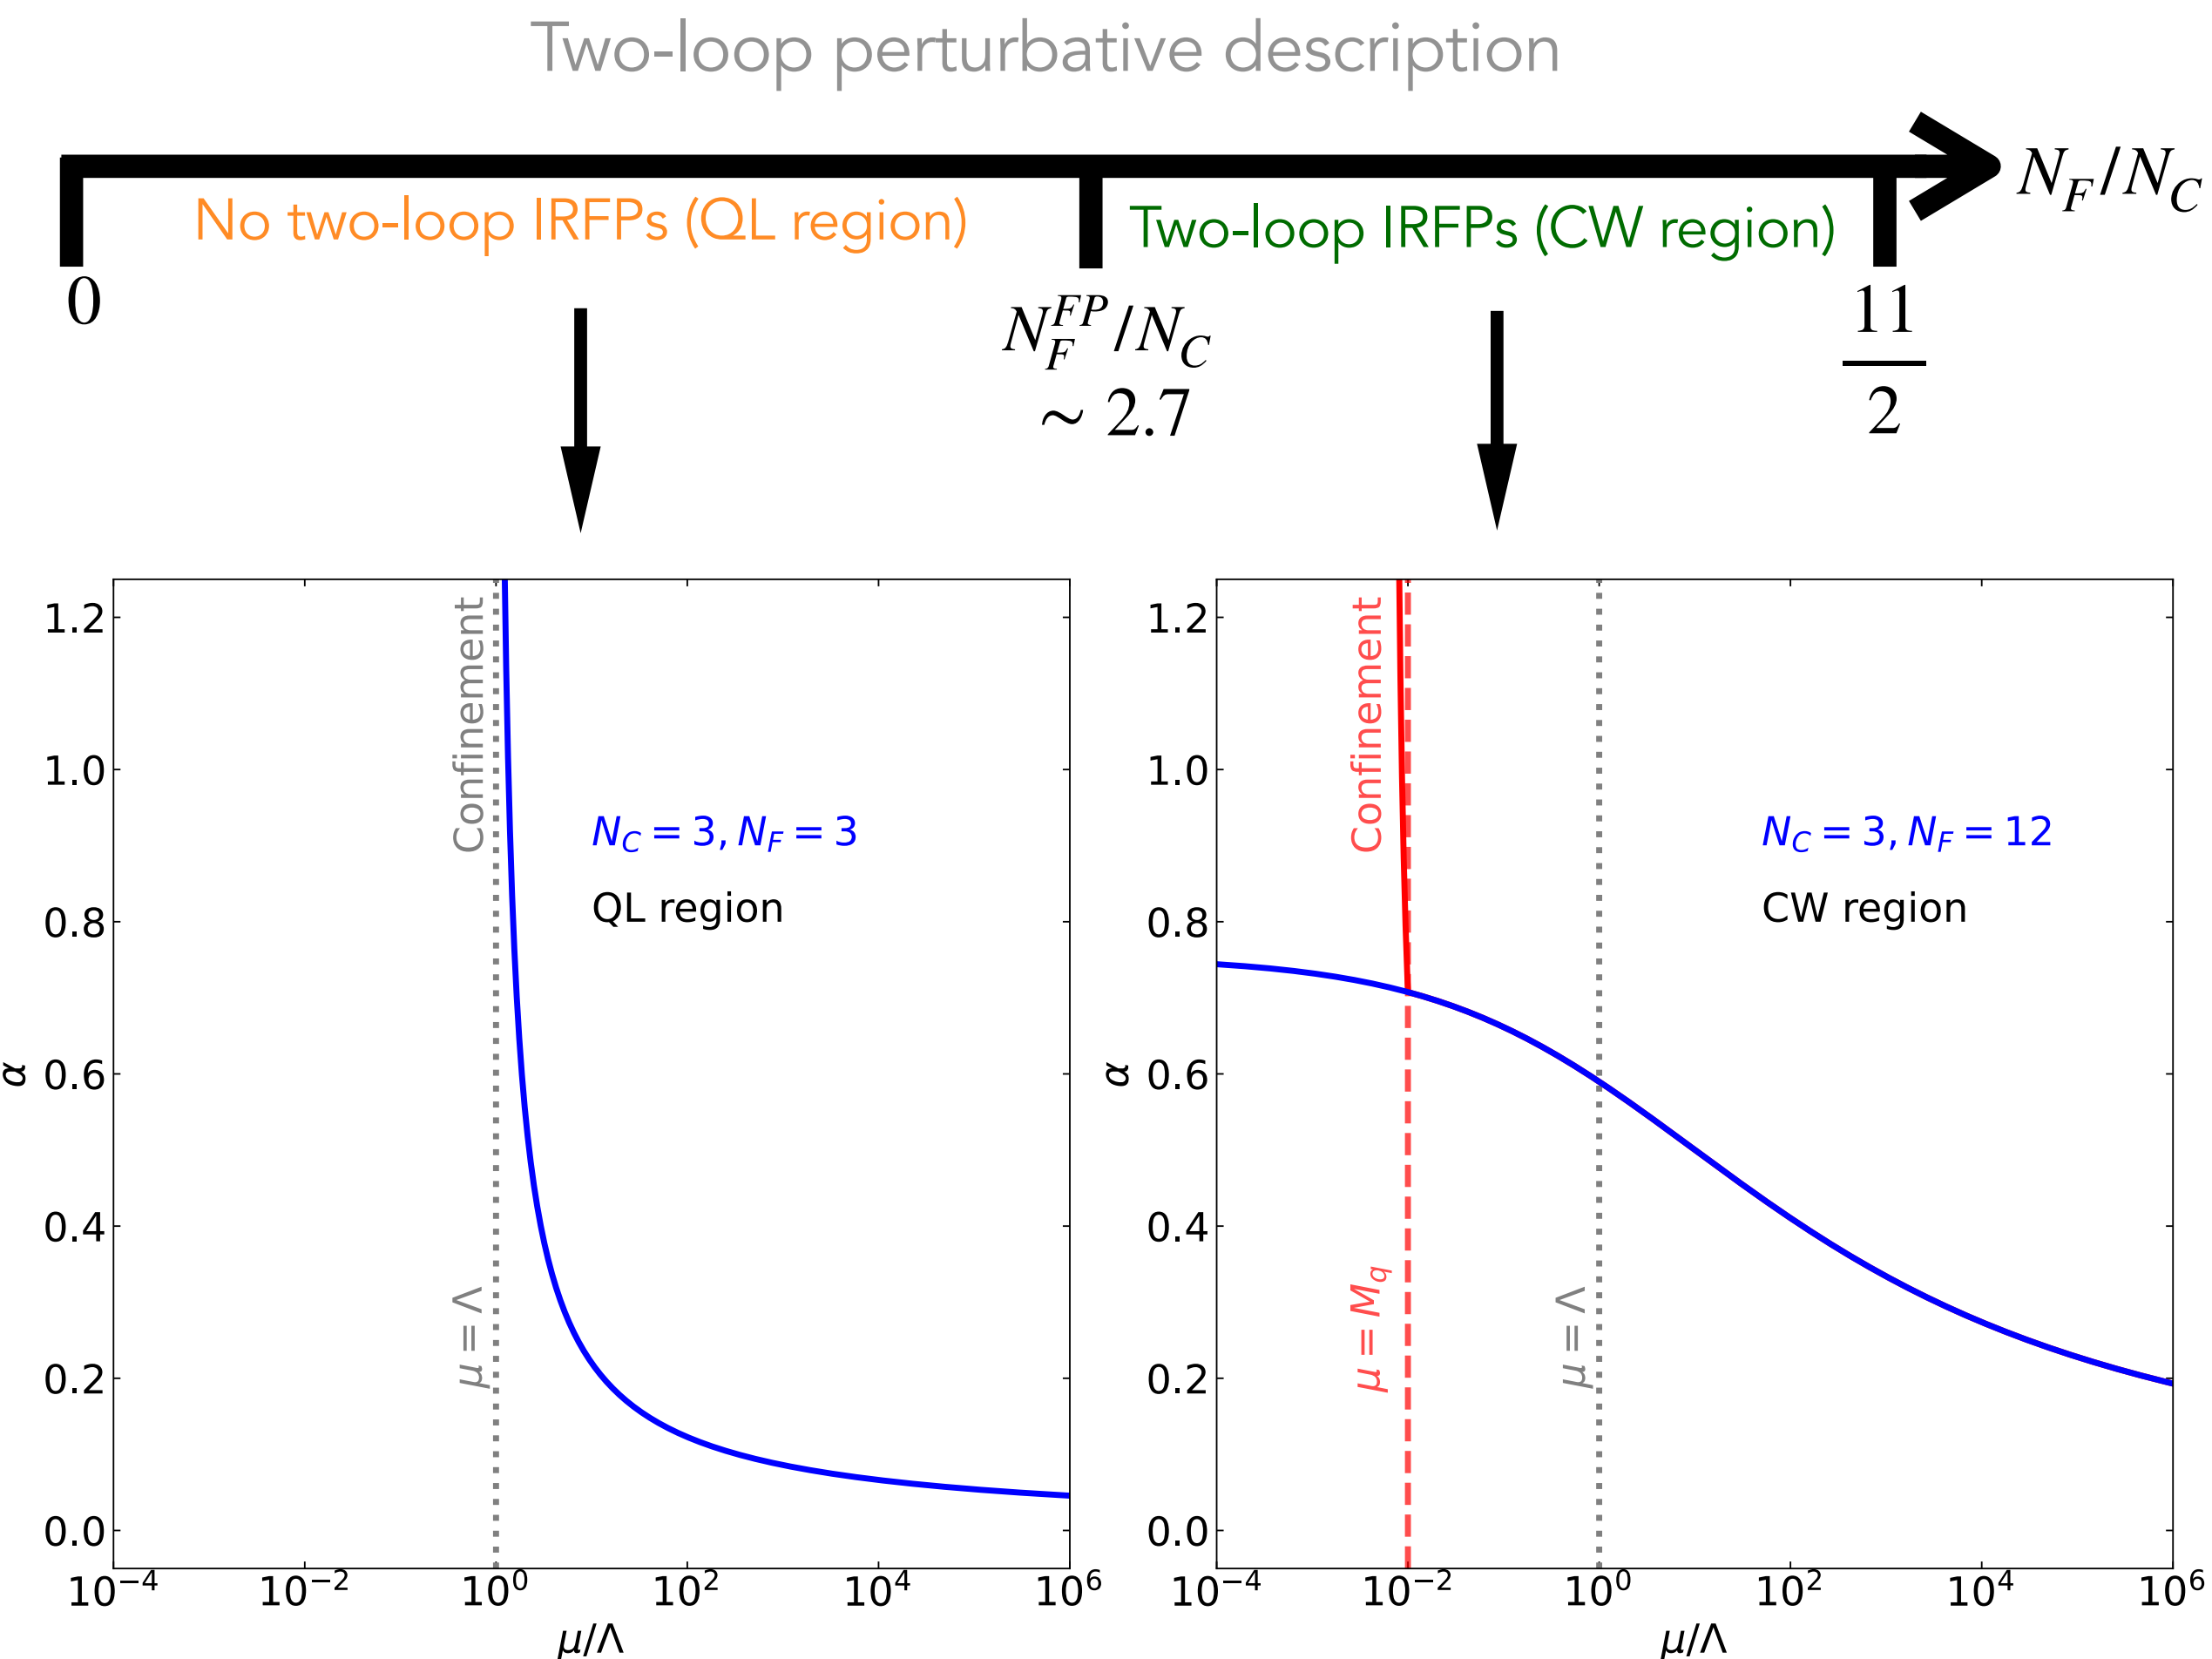 Two-loop perturbative description
N_F/N_C
No two-loop IRFPs (QL region)
Two-loop IRFPs (CW region)
0
N_F^{FP}/N_C
~ 2.7
11
2
1.2
1.0
0.8
0.6
0.4
0.2
0.0
α
Confinement
μ = Λ
N_C = 3, N_F = 3
QL region
10^{−4}
10^{−2}
10^0
10^2
10^4
10^6
μ/Λ
1.2
1.0
0.8
0.6
0.4
0.2
0.0
α
Confinement
μ = M_q
μ = Λ
N_C = 3, N_F = 12
CW region
10^{−4}
10^{−2}
10^0
10^2
10^4
10^6
μ/Λ